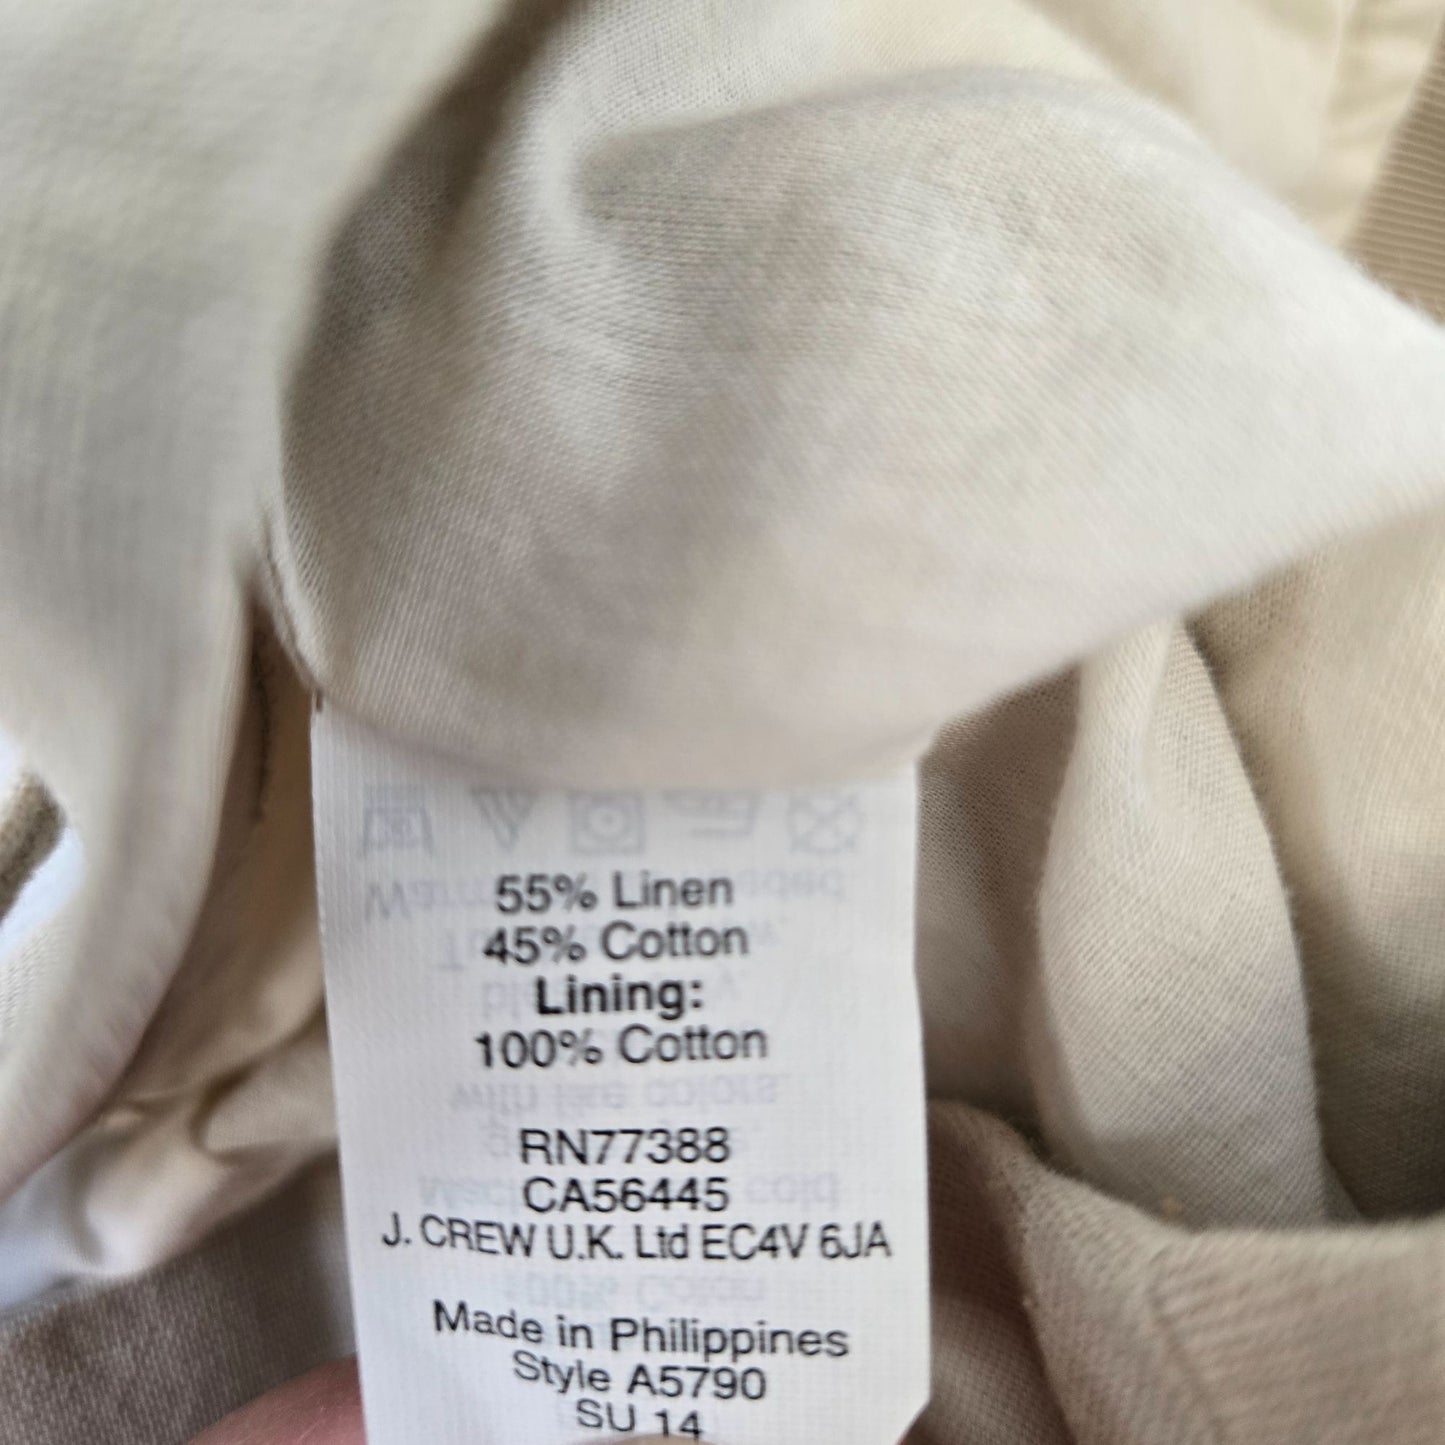 55% Linen
45% Cotton
Lining:
100% Cotton
RN77388
CA56445
J. CREW U.K. Ltd EC4V 6JA
Made in Philippines
Style A5790
SU 14